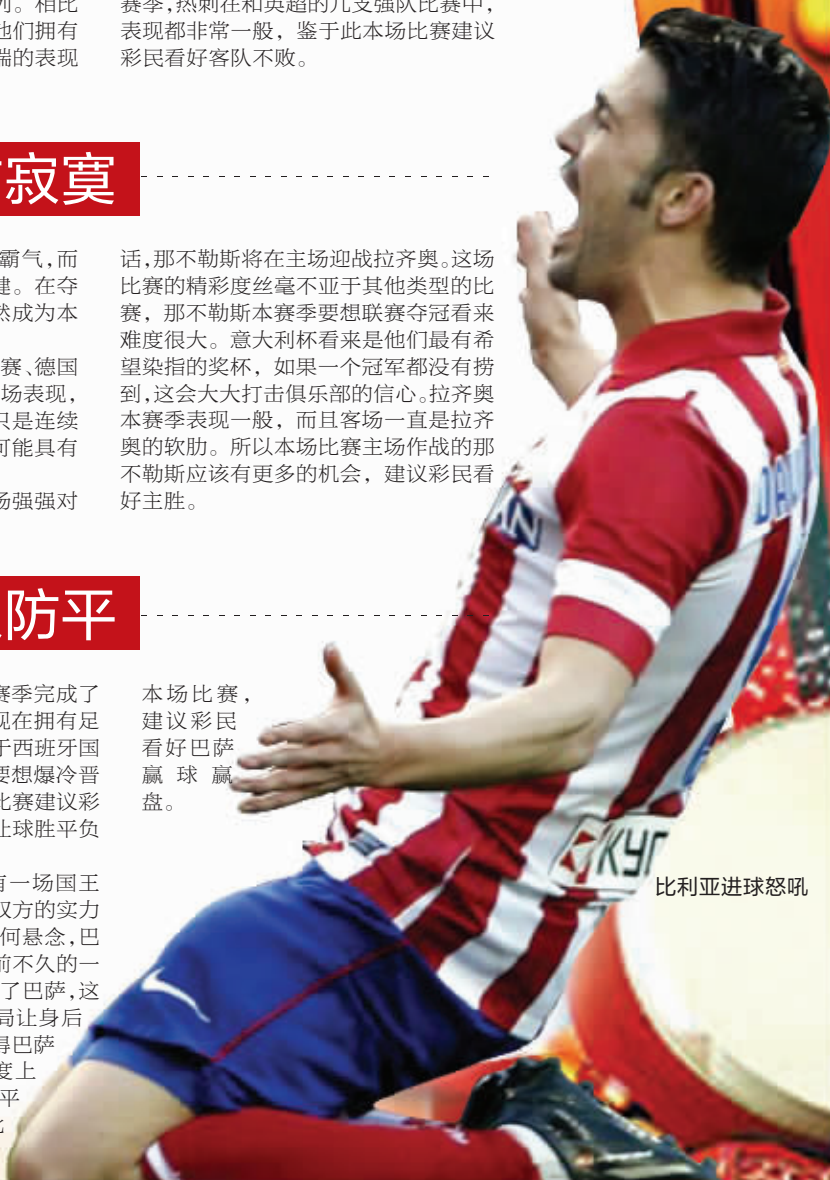 列。相比
他们拥有
端的表现
赛季,热刺在和英超的几支强队比赛中,
表现都非常一般，鉴于此本场比赛建议
彩民看好客队不败。
寂寞
霸气,而
健。在夺
然成为本
赛、德国
场表现,
只是连续
可能具有
场强强对
话,那不勒斯将在主场迎战拉齐奥。这场
比赛的精彩度丝毫不亚于其他类型的比
赛，那不勒斯本赛季要想联赛夺冠看来
难度很大。意大利杯看来是他们最有希
望染指的奖杯，如果一个冠军都没有捞
到,这会大大打击俱乐部的信心。拉齐奥
本赛季表现一般，而且客场一直是拉齐
奥的软肋。所以本场比赛主场作战的那
不勒斯应该有更多的机会，建议彩民看
好主胜。
防平
赛季完成了
现在拥有足
于西班牙国
要想爆冷晋
比赛建议彩
让球胜平负
有一场国王
双方的实力
何悬念,巴
前不久的一
了巴萨,这
局让身后
得巴萨
度上
平
本场比赛，
建议彩民
看好巴萨
赢球赢
盘。
比利亚进球怒吼
KYO